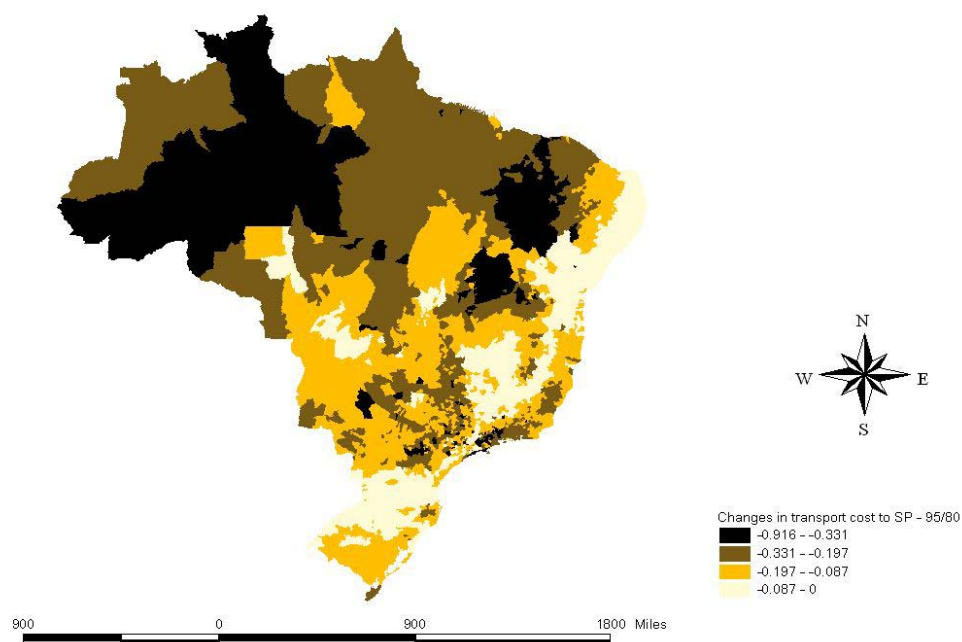 N
W E
S
Changes in transport cost to SP - 95/80
-0.916 - -0.331
-0.331 - -0.197
-0.197 - -0.087
-0.087 - 0
900 0 900 1800 Miles